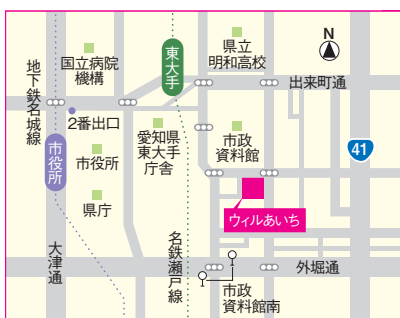 N
県立
明和高校
国立病院
機構
東大手
出来町通
地下鉄名城線
2番出口
愛知県
東大手
庁舎
市政
資料館
41
市役所
市役所
県庁
ウィルあいち
大津通
名鉄瀬戸線
外堀通
市政
資料館南